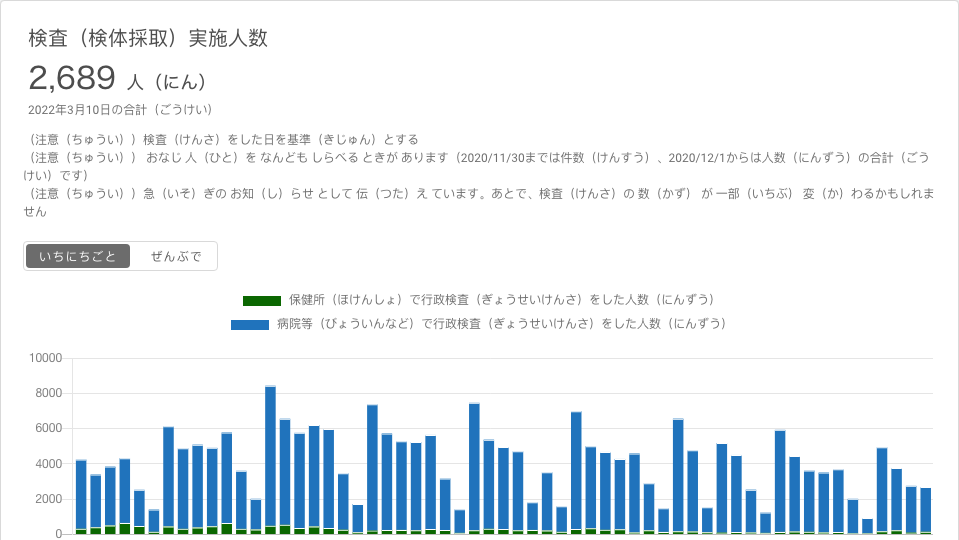 検査（検体採取）実施人数
2,689 人（にん）
2022年3月10日の合計（ごうけい）
（注意（ちゅうい））検査（けんさ）をした日を基準（きじゅん）とする
（注意（ちゅうい）） おなじ 人（ひと）を なんども しらべる ときが あります（2020/11/30までは件数（けんすう）、2020/12/1からは人数（にんずう）の合計（ごう
けい）です）
（注意（ちゅうい））急（いそ）ぎの お知（し）らせ として 伝（つた）え ています。あとで、検査（けんさ）の 数（かず） が 一部（いちぶ） 変（か）わるかもしれま
せん
いちにちごと ぜんぶで
保健所（ほけんしょ）で行政検査（ぎょうせいけんさ）をした人数（にんずう）
病院等（びょういんなど）で行政検査（ぎょうせいけんさ）をした人数（にんずう）
10000
8000
6000
4000
2000
0